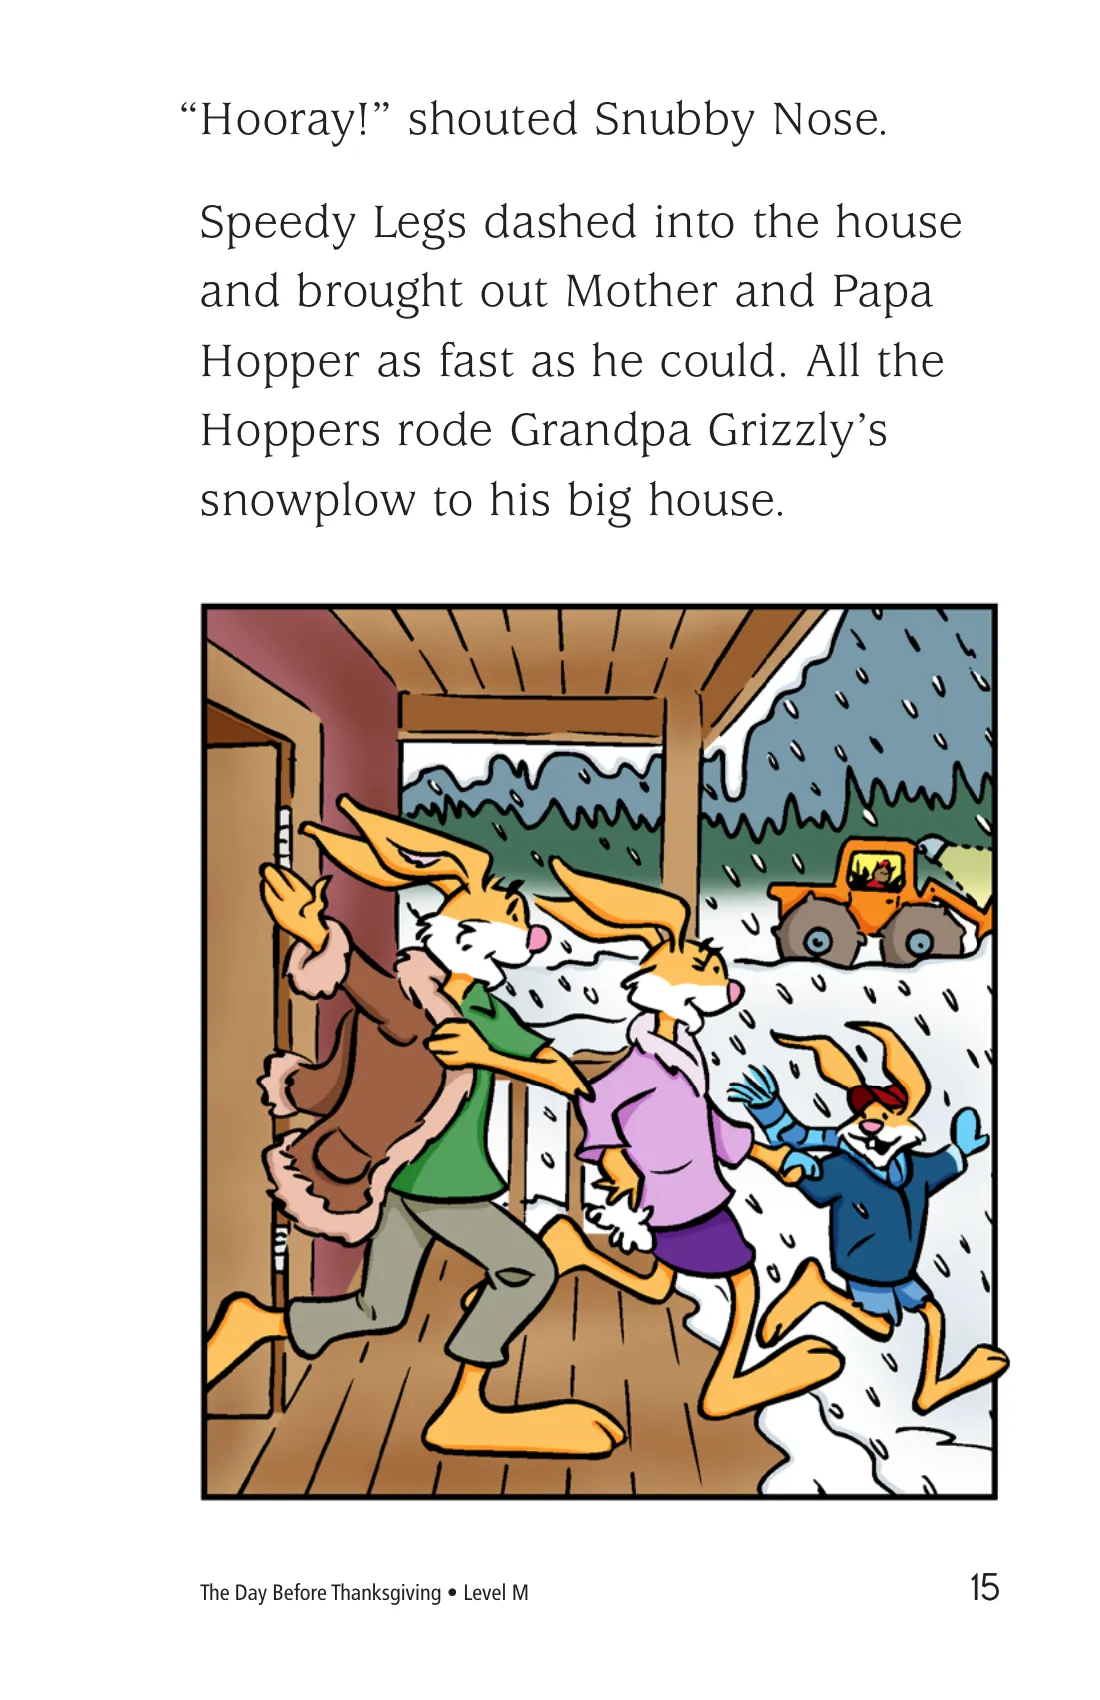 “Hooray!” shouted Snubby Nose.
Speedy Legs dashed into the house
and brought out Mother and Papa
Hopper as fast as he could. All the
Hoppers rode Grandpa Grizzly’s
snowplow to his big house.
The Day Before Thanksgiving • Level M
15